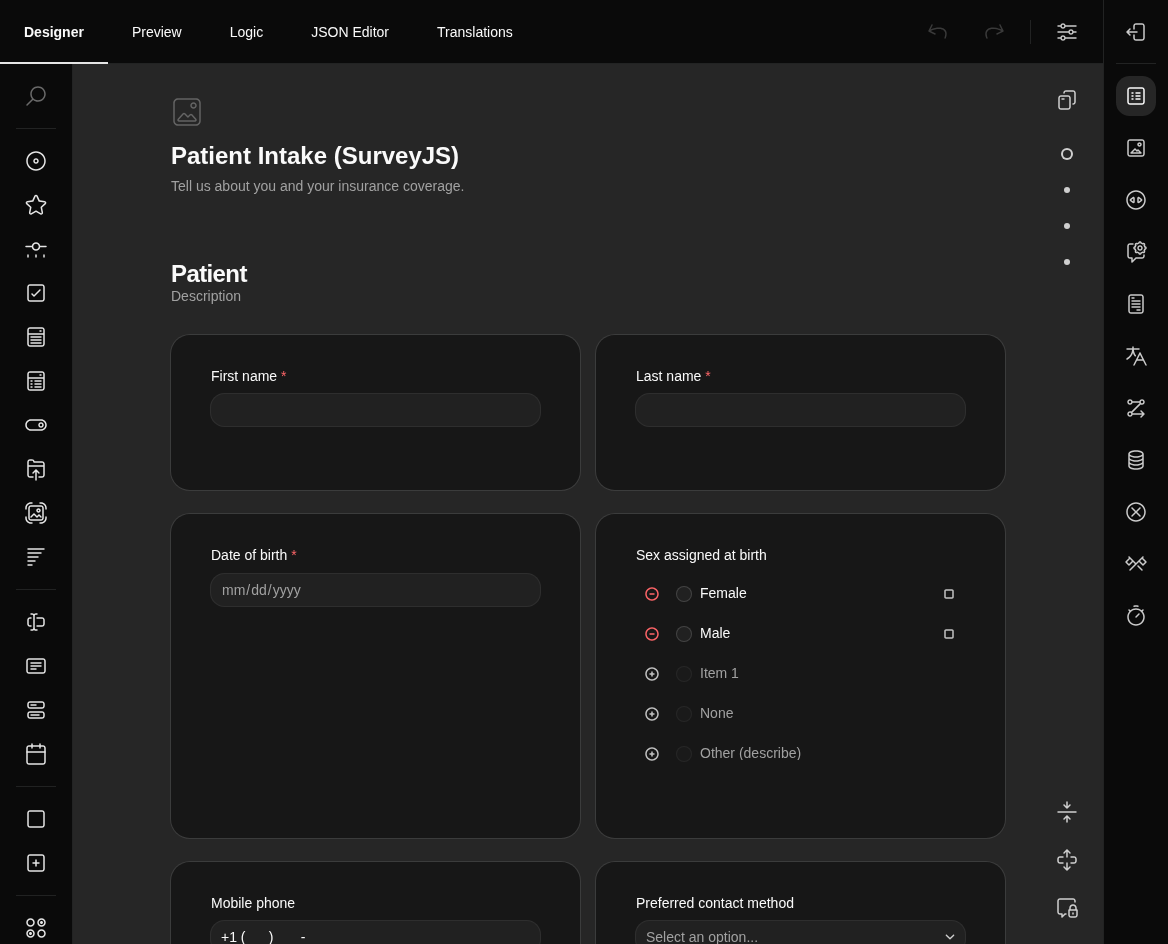 Designer Preview Logic JSON Editor Translations
Patient Intake (SurveyJS)
Tell us about you and your insurance coverage.
Patient
Description
First name *
Last name *
Date of birth *
mm/dd/yyyy
Sex assigned at birth
Female
Male
Item 1
None
Other (describe)
Mobile phone
+1 (   )    -
Preferred contact method
Select an option...